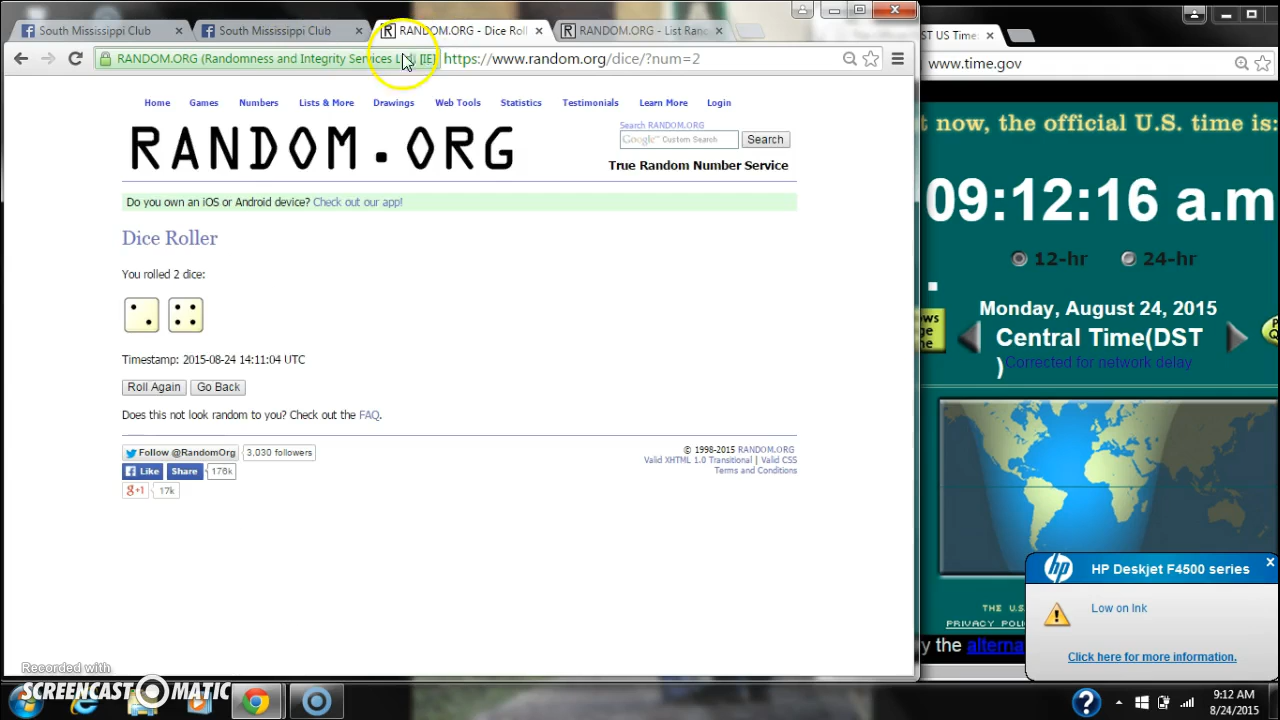 South Mississippi Club
South Mississippi Club
RANDOM.ORG - Dice Roll
RANDOM.ORG - List Rand
ST US Time
RANDOM.ORG (Randomness and Integrity Services [IE]
https://www.random.org/dice/?num=2
www.time.gov
Home Games Numbers Lists & More Drawings Web Tools Statistics Testimonials Learn More Login
RANDOM.ORG
Search RANDOM.ORG
Google™ Custom Search
Search
True Random Number Service
Do you own an iOS or Android device? Check out our app!
Dice Roller
You rolled 2 dice:
Timestamp: 2015-08-24 14:11:04 UTC
Roll Again Go Back
Does this not look random to you? Check out the FAQ.
Follow @RandomOrg 3,030 followers
Like Share 176k
g+1 17k
© 1998-2015 RANDOM.ORG
Valid XHTML 1.0 Transitional | Valid CSS
Terms and Conditions
t now, the official U.S. time is:
09:12:16 a.m
12-hr 24-hr
Monday, August 24, 2015
Central Time(DST
)
Corrected for network delay
THE U.S.
PRIVACY POLI
y the alterna
hp HP Deskjet F4500 series
Low on Ink
Click here for more information.
Recorded with
SCREENCAST-O-MATIC
9:12 AM
8/24/2015